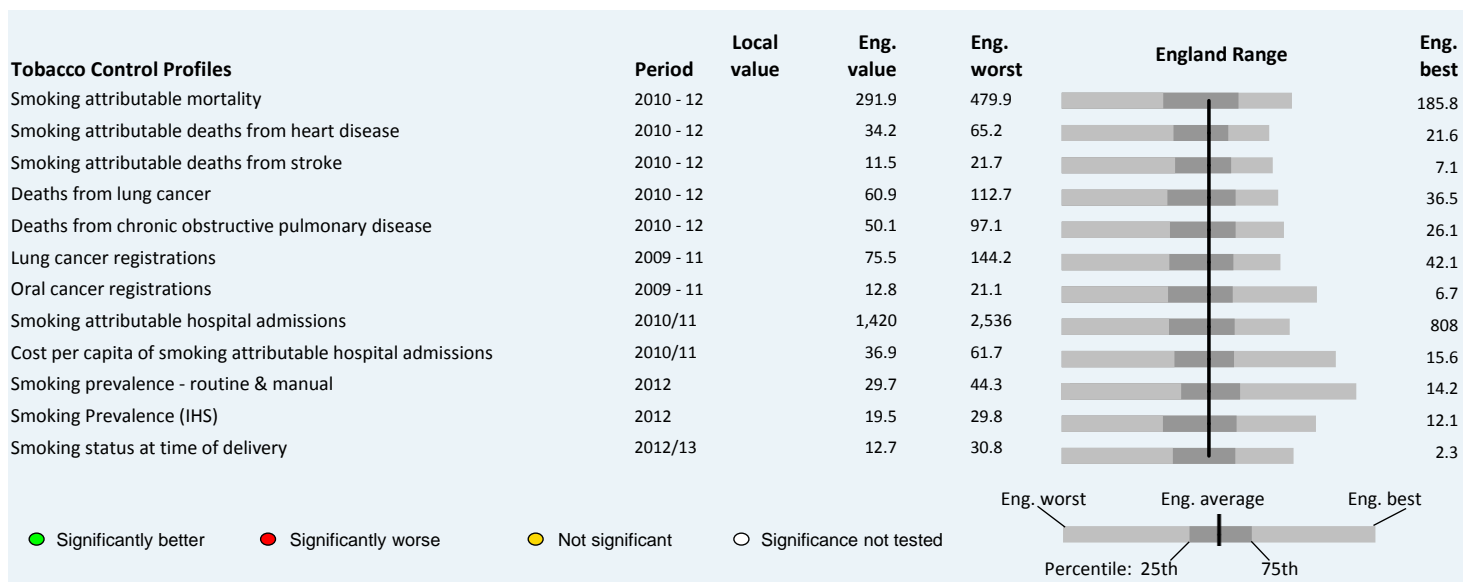 Local Eng. Eng. Eng.
Tobacco Control Profiles Period value value worst England Range best
Smoking attributable mortality 2010 - 12 291.9 479.9 185.8
Smoking attributable deaths from heart disease 2010 - 12 34.2 65.2 21.6
Smoking attributable deaths from stroke 2010 - 12 11.5 21.7 7.1
Deaths from lung cancer 2010 - 12 60.9 112.7 36.5
Deaths from chronic obstructive pulmonary disease 2010 - 12 50.1 97.1 26.1
Lung cancer registrations 2009 - 11 75.5 144.2 42.1
Oral cancer registrations 2009 - 11 12.8 21.1 6.7
Smoking attributable hospital admissions 2010/11 1,420 2,536 808
Cost per capita of smoking attributable hospital admissions 2010/11 36.9 61.7 15.6
Smoking prevalence - routine & manual 2012 29.7 44.3 14.2
Smoking Prevalence (IHS) 2012 19.5 29.8 12.1
Smoking status at time of delivery 2012/13 12.7 30.8 2.3
Eng. worst Eng. average Eng. best
Significantly better Significantly worse Not significant Significance not tested
Percentile: 25th 75th